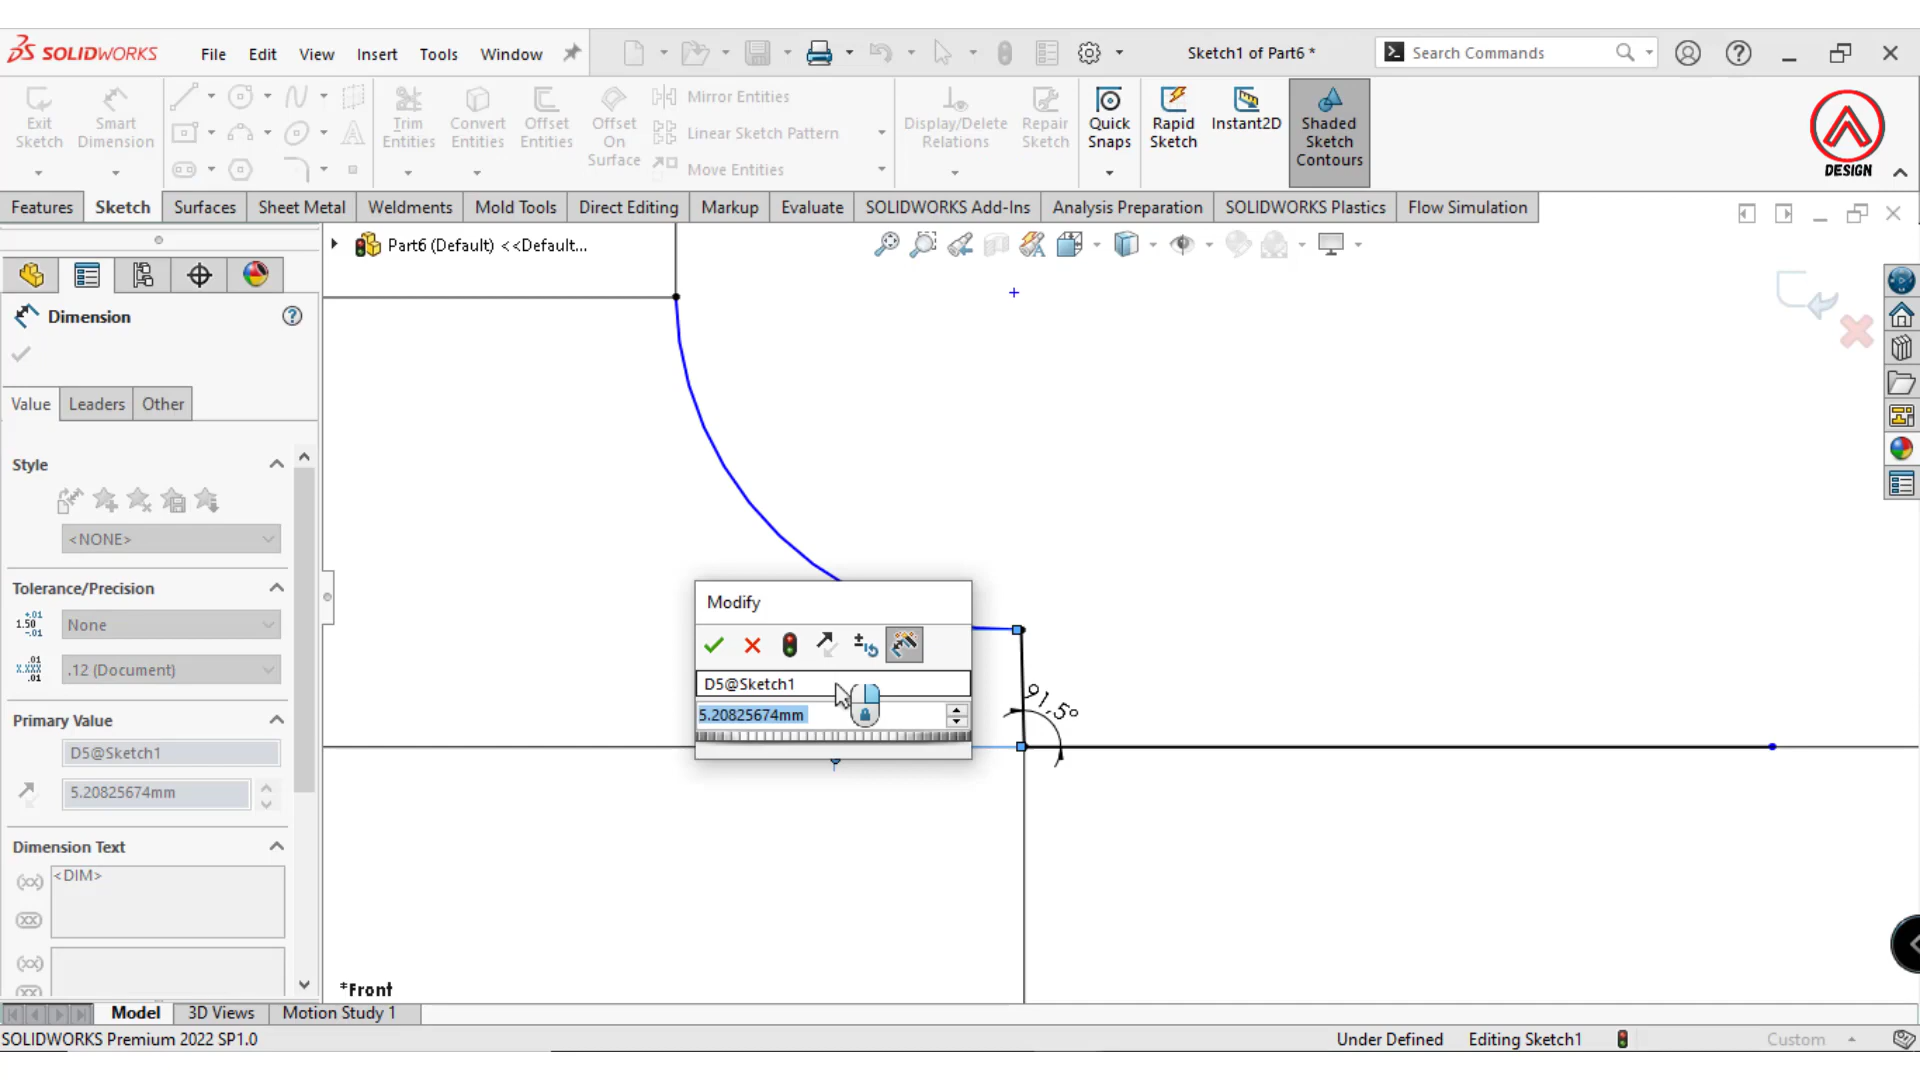 SOLIDWORKS File Edit View Insert Tools Window Sketch1 of Part6 * Search Commands
Exit Sketch
Smart Dimension
Trim Entities
Convert Entities
Offset Entities
Offset On Surface
Mirror Entities
Linear Sketch Pattern
Move Entities
Display/Delete Relations
Repair Sketch
Quick Snaps
Rapid Sketch
Instant2D
Shaded Sketch Contours
DESIGN
Features Sketch Surfaces Sheet Metal Weldments Mold Tools Direct Editing Markup Evaluate SOLIDWORKS Add-Ins Analysis Preparation SOLIDWORKS Plastics Flow Simulation
Part6 (Default) <<Default...
Dimension
Value Leaders Other
Style
<NONE>
Tolerance/Precision
None
.12 (Document)
Primary Value
D5@Sketch1
5.20825674mm
Dimension Text
<DIM>
Modify
D5@Sketch1
5.20825674mm
91,5°
*Front
Model 3D Views Motion Study 1
SOLIDWORKS Premium 2022 SP1.0 Under Defined Editing Sketch1 Custom